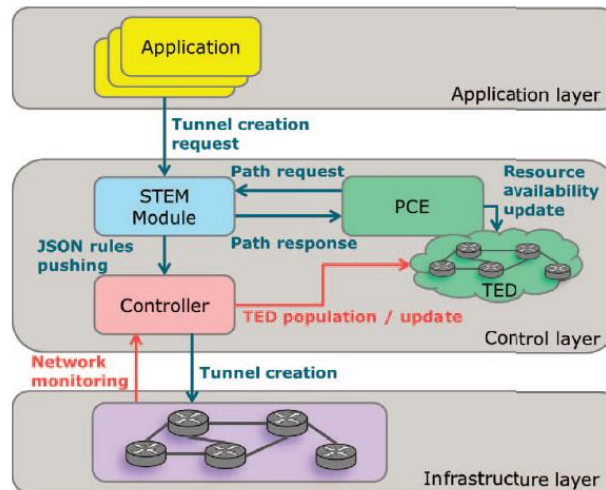 Application
Application layer
Tunnel creation
request
Path request
Resource
availability
update
STEM
Module
PCE
JSON rules
pushing
Path response
TED
Controller
TED population / update
Control layer
Network
monitoring
Tunnel creation
Infrastructure layer